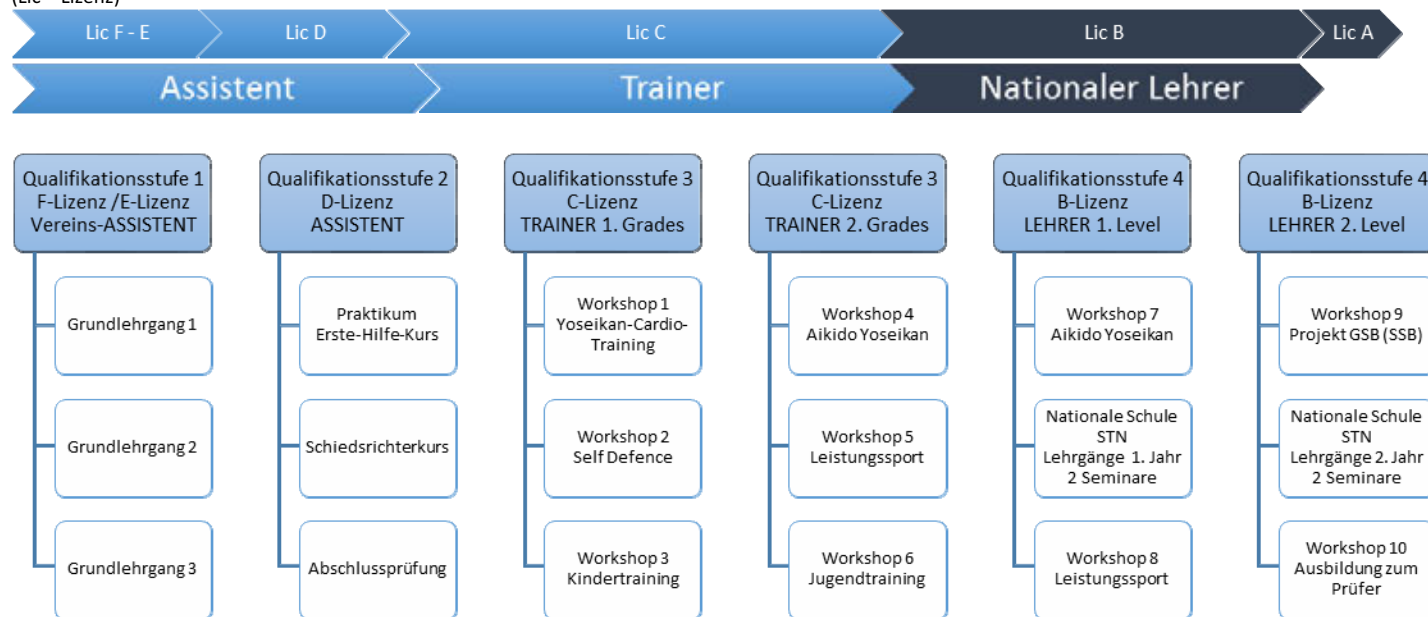 (Lic – Lizenz)
Lic F - E
Lic D
Lic C
Lic B
Lic A
Assistent
Trainer
Nationaler Lehrer
Qualifikationsstufe 1
F-Lizenz /E-Lizenz
Vereins-ASSISTENT
Grundlehrgang 1
Grundlehrgang 2
Grundlehrgang 3
Qualifikationsstufe 2
D-Lizenz
ASSISTENT
Praktikum
Erste-Hilfe-Kurs
Schiedsrichterkurs
Abschlussprüfung
Qualifikationsstufe 3
C-Lizenz
TRAINER 1. Grades
Workshop 1
Yoseikan-Cardio-
Training
Workshop 2
Self Defence
Workshop 3
Kindertraining
Qualifikationsstufe 3
C-Lizenz
TRAINER 2. Grades
Workshop 4
Aikido Yoseikan
Workshop 5
Leistungssport
Workshop 6
Jugendtraining
Qualifikationsstufe 4
B-Lizenz
LEHRER 1. Level
Workshop 7
Aikido Yoseikan
Nationale Schule
STN
Lehrgänge 1. Jahr
2 Seminare
Workshop 8
Leistungssport
Qualifikationsstufe 4
B-Lizenz
LEHRER 2. Level
Workshop 9
Projekt GSB (SSB)
Nationale Schule
STN
Lehrgänge 2. Jahr
2 Seminare
Workshop 10
Ausbildung zum
Prüfer